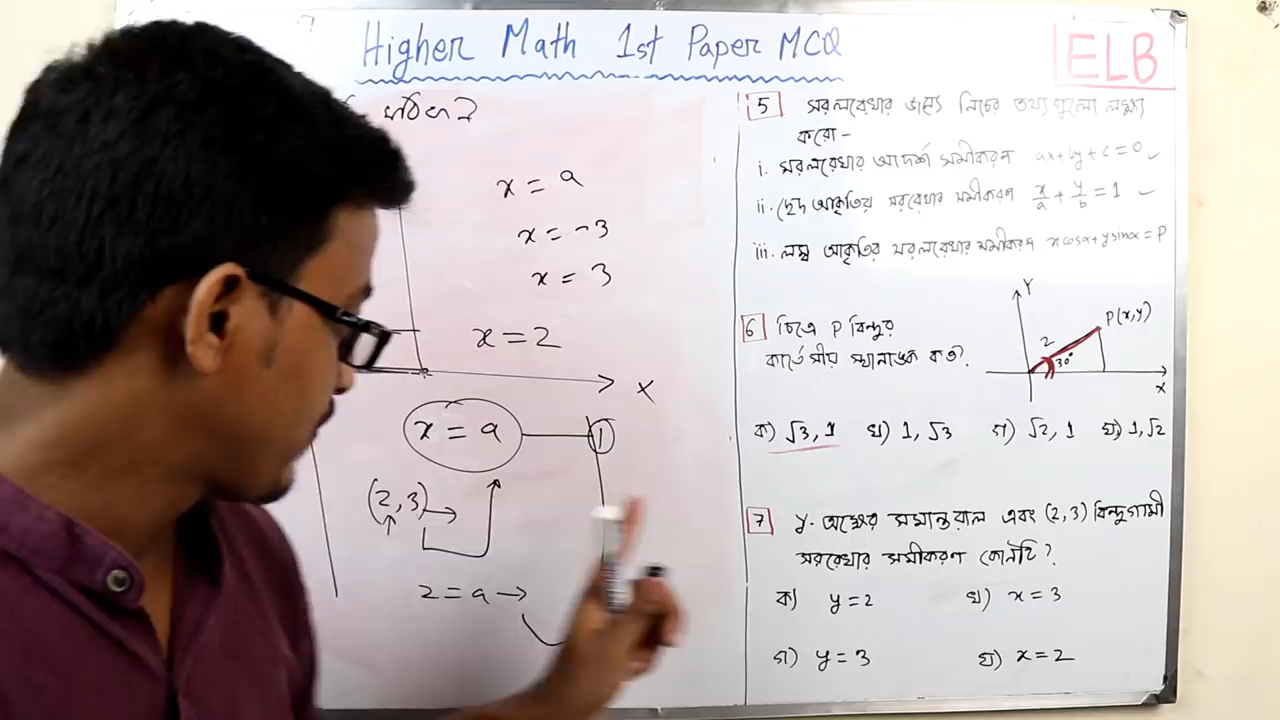 Higher Math 1st Paper MCQ
ELB
x = a
x = -3
x = 3
x = 2
X
x = a
1
(2, 3)
2 = a →
5 সরলরেখার জন্যে নিচের তথ্যগুলো লক্ষ্য
করো-
i. সরলরেখার আদর্শ সমীকরণ ax+by+c=0
ii. ছেদ আকৃতির সরলরেখার সমীকরণ x/a + y/b = 1
iii. লম্ব আকৃতির সরলরেখার সমীকরণ x cosα + y sinα = P
6 চিত্রে P বিন্দুর
কার্তেসীয় স্থানাঙ্ক কত?
Y
P(x,y)
2
30°
X
ক) √3, 1 খ) 1, √3 গ) √2, 1 ঘ) 1, √2
7 y-অক্ষের সমান্তরাল এবং (2,3) বিন্দুগামী
সরলরেখার সমীকরণ কোনটি?
ক) y=2 খ) x=3
গ) y=3 ঘ) x=2